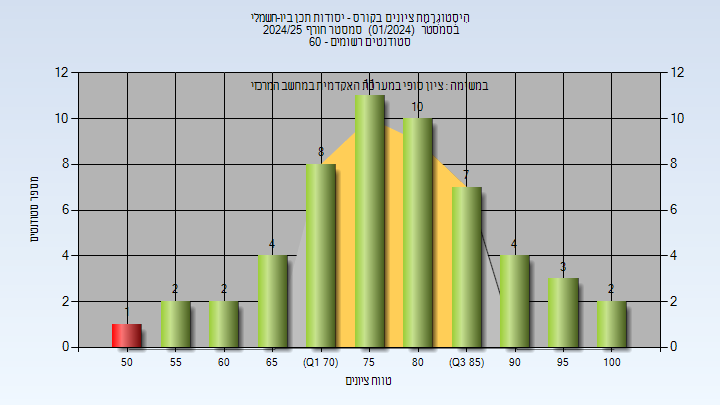 היסטוגרמת ציונים בקורס - יסודות תכן ביו-חשמלי
בסמסטר (01/2024) סמסטר חורף 2024/25
סטודנטים רשומים - 60
במשימה : ציון סופי במערכת האקדמית במחשב המרכזי
מספר סטודנטים
12 12
10 10
8 8
6 6
4 4
2 2
0 0
1 2 2 4 8 11 10 7 4 3 2
50 55 60 65 (Q1 70) 75 80 (Q3 85) 90 95 100
טווח ציונים